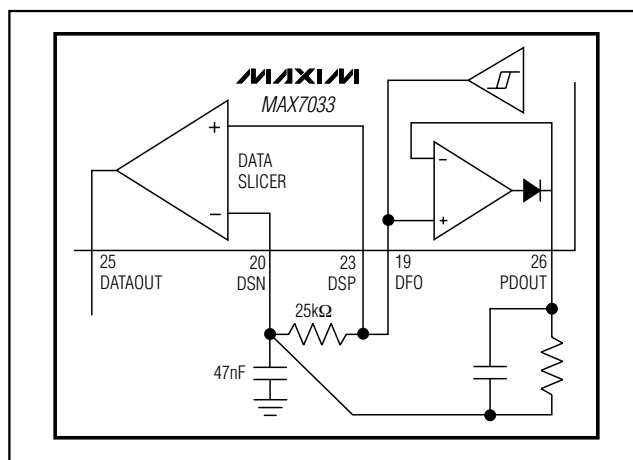 MAXIM
MAX7033
+
DATA
SLICER
−
−
+
25
DATAOUT
20
DSN
23
DSP
19
DFO
26
PDOUT
25kΩ
47nF